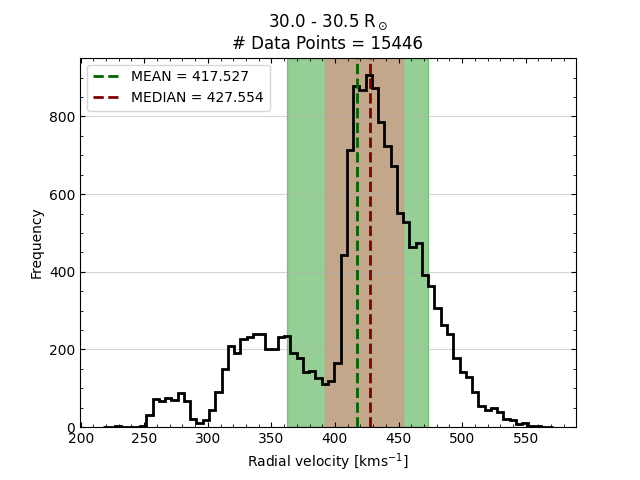 30.0 - 30.5 R⊙
# Data Points = 15446
MEAN = 417.527
MEDIAN = 427.554
Frequency
800
600
400
200
0
200 250 300 350 400 450 500 550
Radial velocity [kms⁻¹]